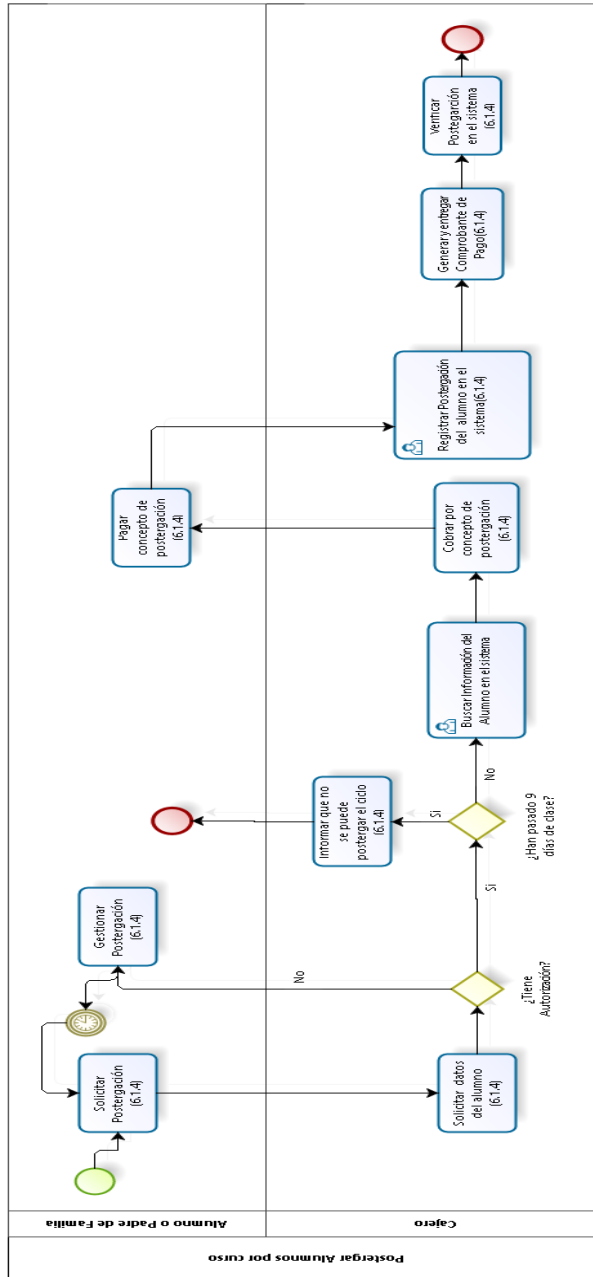 Postergar Alumnos por curso
Alumno o Padre de Familia
Solicitar
Postergación
(6.1.4)
Gestionar
Postergación
(6.1.4)
Pagar
concepto de
postergación
(6.1.4)
Cajero
Solicitar datos
del alumno
(6.1.4)
¿Tiene
Autorización?
No
Si
¿Han pasado 9
días de clase?
Si
No
Informar que no
se puede
postergar el ciclo
(6.1.4)
Buscar Información del
Alumno en el sistema
Cobrar por
concepto de
postergación
(6.1.4)
Registrar Postergación
del alumno en el
sistema(6.1.4)
Generar y entregar
Comprobante de
Pago(6.1.4)
Verificar
Postegarción
en el sistema
(6.1.4)